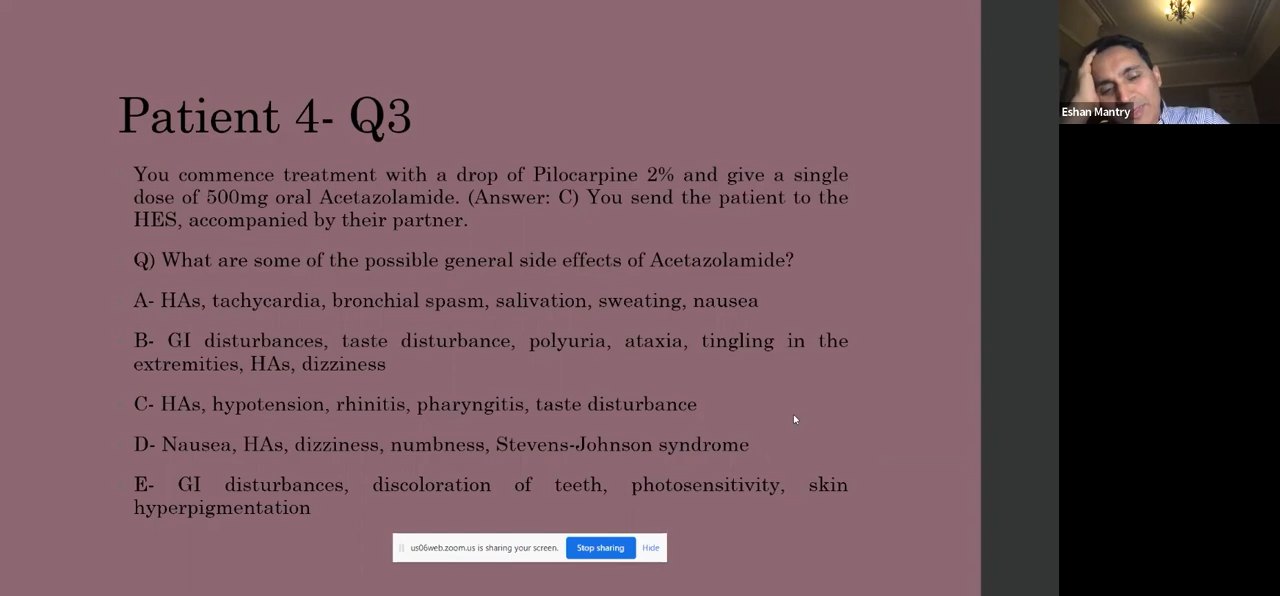 Patient 4- Q3
You commence treatment with a drop of Pilocarpine 2% and give a single
dose of 500mg oral Acetazolamide. (Answer: C) You send the patient to the
HES, accompanied by their partner.
Q) What are some of the possible general side effects of Acetazolamide?
A- HAs, tachycardia, bronchial spasm, salivation, sweating, nausea
B- GI disturbances, taste disturbance, polyuria, ataxia, tingling in the
extremities, HAs, dizziness
C- HAs, hypotension, rhinitis, pharyngitis, taste disturbance
D- Nausea, HAs, dizziness, numbness, Stevens-Johnson syndrome
E- GI disturbances, discoloration of teeth, photosensitivity, skin
hyperpigmentation
us06web.zoom.us is sharing your screen. Stop sharing Hide
Eshan Mantry